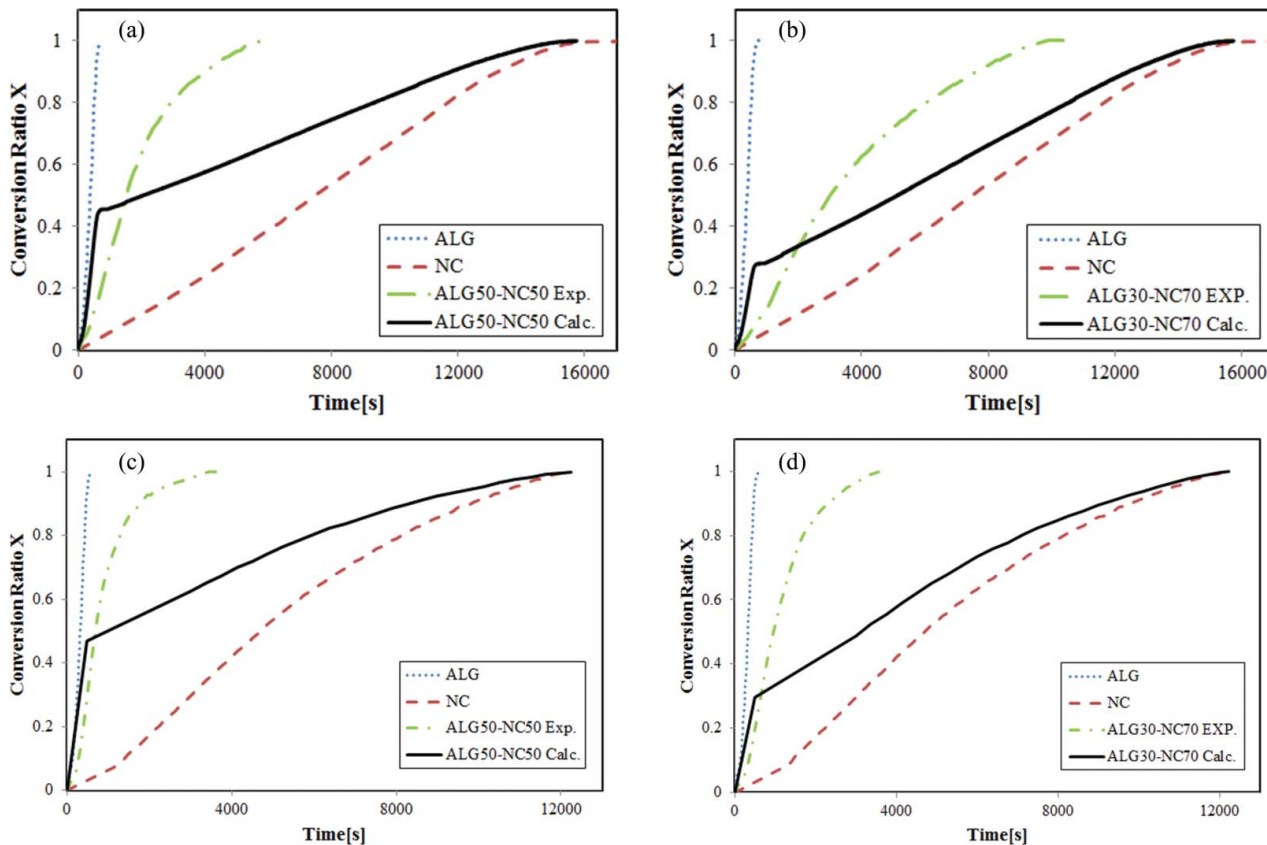 (a)
Conversion Ratio X
1
0.8
0.6
0.4
0.2
0
0
4000
8000
12000
16000
Time[s]
ALG
NC
ALG50-NC50 Exp.
ALG50-NC50 Calc.
(b)
Conversion Ratio X
1
0.8
0.6
0.4
0.2
0
0
4000
8000
12000
16000
Time[s]
ALG
NC
ALG30-NC70 EXP.
ALG30-NC70 Calc.
(c)
Conversion Ratio X
1
0.8
0.6
0.4
0.2
0
0
4000
8000
12000
Time[s]
ALG
NC
ALG50-NC50 Exp.
ALG50-NC50 Calc.
(d)
Conversion Ratio X
1
0.8
0.6
0.4
0.2
0
0
4000
8000
12000
Time[s]
ALG
NC
ALG30-NC70 EXP.
ALG30-NC70 Calc.